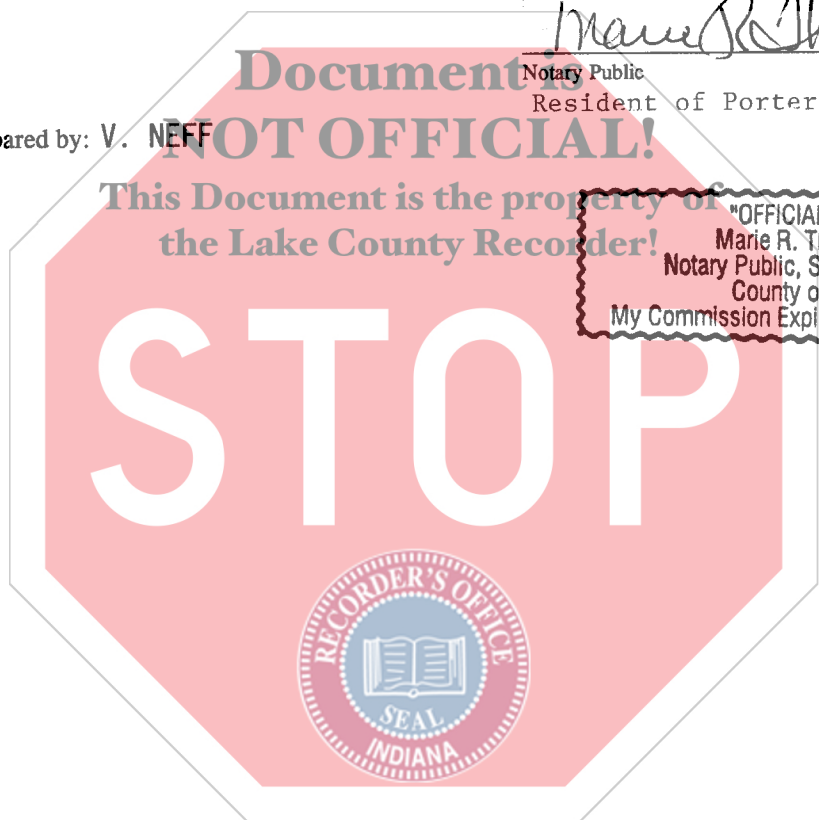 Document is
Notary Public
Resident of Porter
ared by: V. NEFF
NOT OFFICIAL!
This Document is the property of
the Lake County Recorder!
"OFFICIAL
Marie R. T
Notary Public, S
County o
My Commission Expi
STOP
RECORDER'S OFFICE
SEAL
INDIANA